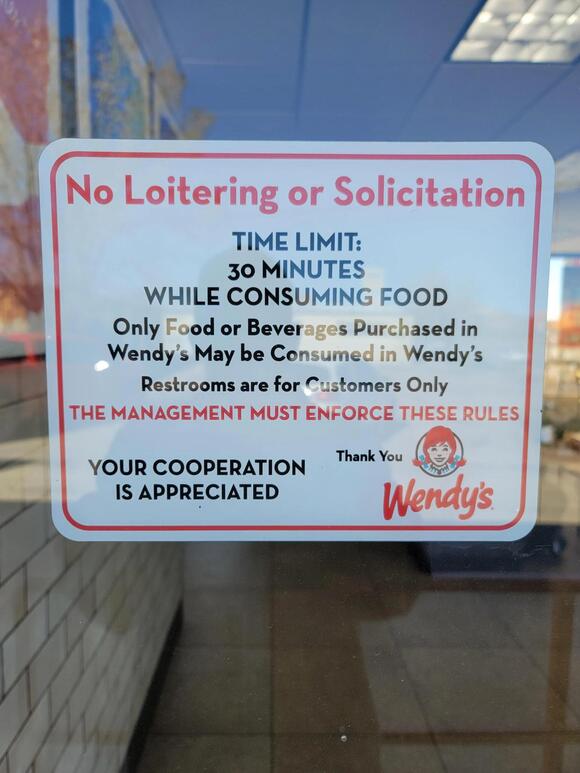 No Loitering or Solicitation
TIME LIMIT:
30 MINUTES
WHILE CONSUMING FOOD
Only Food or Beverages Purchased in
Wendy's May be Consumed in Wendy's
Restrooms are for Customers Only
THE MANAGEMENT MUST ENFORCE THESE RULES
YOUR COOPERATION
IS APPRECIATED
Thank You
Wendy's